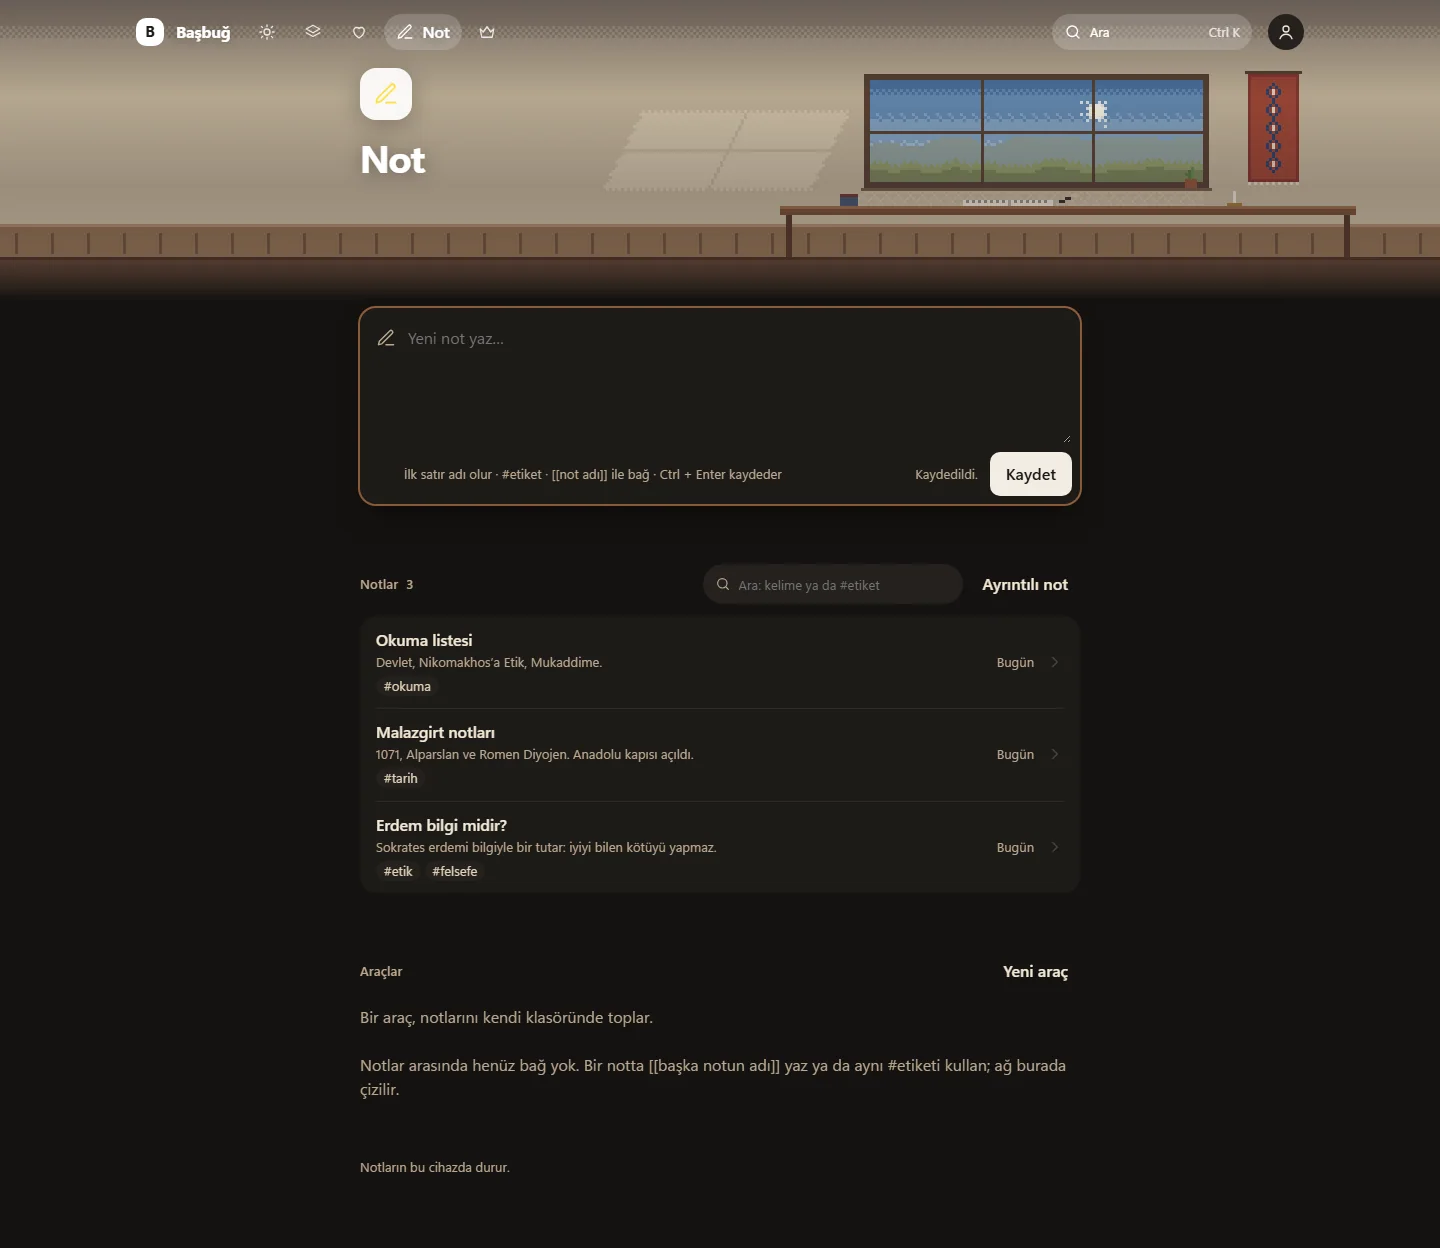 B Başbuğ Not Ara Ctrl K
Not
Yeni not yaz...
İlk satır adı olur · #etiket · [[not adı]] ile bağ · Ctrl + Enter kaydeder Kaydedildi. Kaydet
Notlar 3 Ara: kelime ya da #etiket Ayrıntılı not
Okuma listesi
Devlet, Nikomakhos'a Etik, Mukaddime. Bugün
#okuma
Malazgirt notları
1071, Alparslan ve Romen Diyojen. Anadolu kapısı açıldı. Bugün
#tarih
Erdem bilgi midir?
Sokrates erdemi bilgiyle bir tutar: iyiyi bilen kötüyü yapmaz. Bugün
#etik #felsefe
Araçlar Yeni araç
Bir araç, notlarını kendi klasöründe toplar.
Notlar arasında henüz bağ yok. Bir notta [[başka notun adı]] yaz ya da aynı #etiketi kullan; ağ burada
çizilir.
Notların bu cihazda durur.